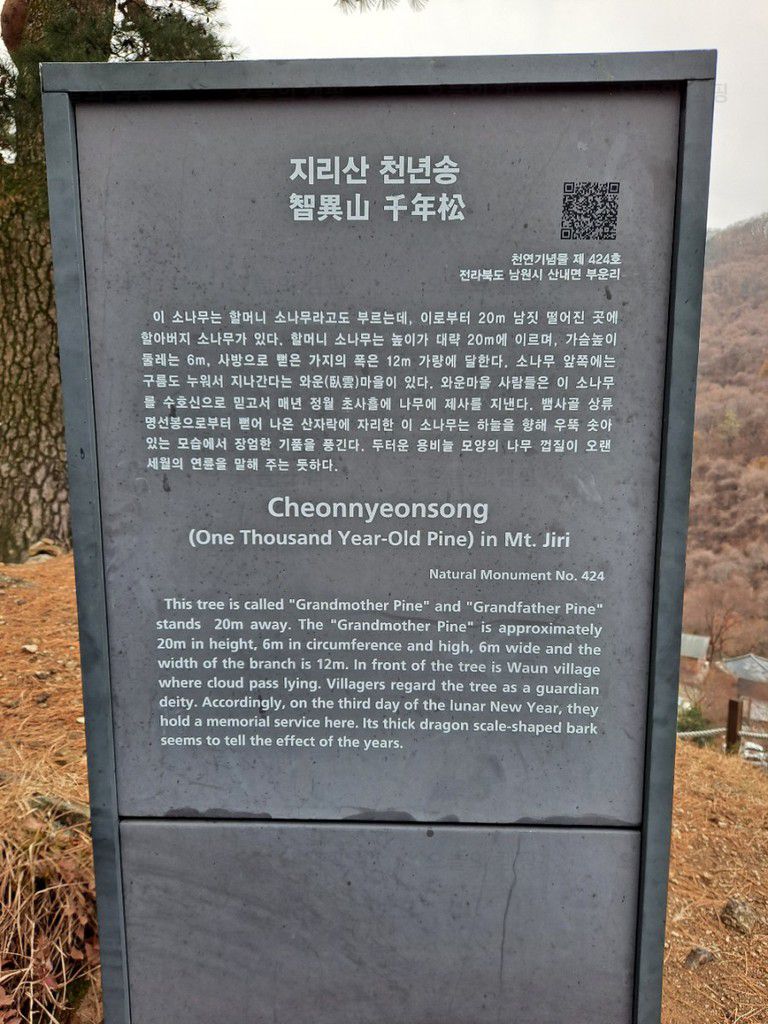 지리산 천년송
智異山 千年松
천연기념물 제 424호
전라북도 남원시 산내면 부운리
이 소나무는 할머니 소나무라고도 부르는데, 이로부터 20m 남짓 떨어진 곳에
할아버지 소나무가 있다. 할머니 소나무는 높이가 대략 20m에 이르며, 가슴높이
둘레는 6m, 사방으로 뻗은 가지의 폭은 12m 가량에 달한다. 소나무 앞쪽에는
구름도 누워서 지나간다는 와운(臥雲)마을이 있다. 와운마을 사람들은 이 소나무
를 수호신으로 믿고서 매년 정월 초사흘에 나무에 제사를 지낸다. 뱀사골 상류
명선봉으로부터 뻗어 나온 산자락에 자리한 이 소나무는 하늘을 향해 우뚝 솟아
있는 모습에서 장엄한 기품을 풍긴다. 두터운 용비늘 모양의 나무 껍질이 오랜
세월의 연륜을 말해 주는 듯하다.
Cheonnyeonsong
(One Thousand Year-Old Pine) in Mt. Jiri
Natural Monument No. 424
This tree is called "Grandmother Pine" and "Grandfather Pine"
stands 20m away. The "Grandmother Pine" is approximately
20m in height, 6m in circumference and high, 6m wide and the
width of the branch is 12m. In front of the tree is Waun village
where cloud pass lying. Villagers regard the tree as a guardian
deity. Accordingly, on the third day of the lunar New Year, they
hold a memorial service here. Its thick dragon scale-shaped bark
seems to tell the effect of the years.